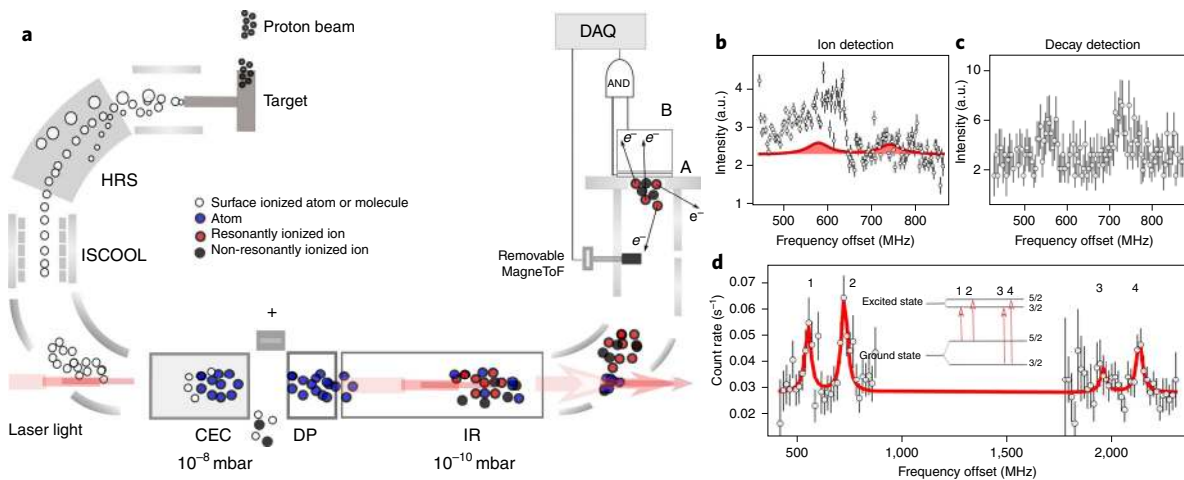 a
Proton beam
Target
HRS
ISCOOL
Surface ionized atom or molecule
Atom
Resonantly ionized ion
Non-resonantly ionized ion
Laser light
+
CEC
DP
IR
10⁻⁸ mbar
10⁻¹⁰ mbar
DAQ
AND
B
e⁻
e⁻
A
e⁻
e⁻
Removable
MagneToF
b
Ion detection
Intensity (a.u.)
4
3
2
1
500 600 700 800
Frequency offset (MHz)
c
Decay detection
Intensity (a.u.)
10
6
2
500 600 700 800
Frequency offset (MHz)
d
Count rate (s⁻¹)
0.07
0.06
0.05
0.04
0.03
0.02
1 2 3 4
1 2 3 4
Excited state
5/2
3/2
Ground state
5/2
3/2
500 1,000 1,500 2,000
Frequency offset (MHz)